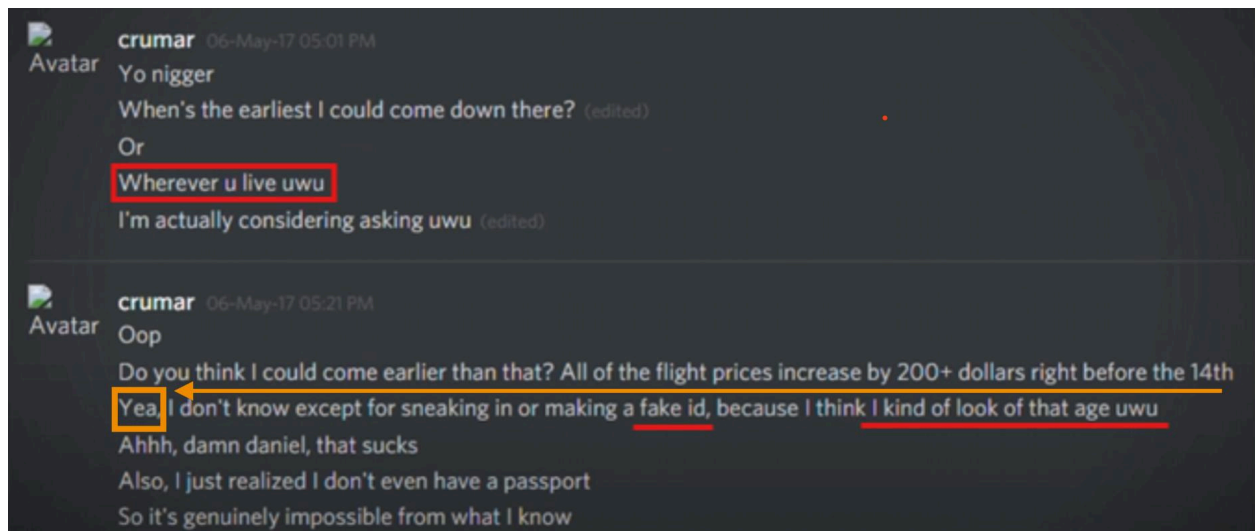 crumar 06-May-17 05:01 PM
Avatar
Yo nigger
When's the earliest I could come down there? (edited)
Or
Wherever u live uwu
I'm actually considering asking uwu (edited)
crumar 06-May-17 05:21 PM
Avatar
Oop
Do you think I could come earlier than that? All of the flight prices increase by 200+ dollars right before the 14th
Yea, I don't know except for sneaking in or making a fake id, because I think I kind of look of that age uwu
Ahhh, damn daniel, that sucks
Also, I just realized I don't even have a passport
So it's genuinely impossible from what I know